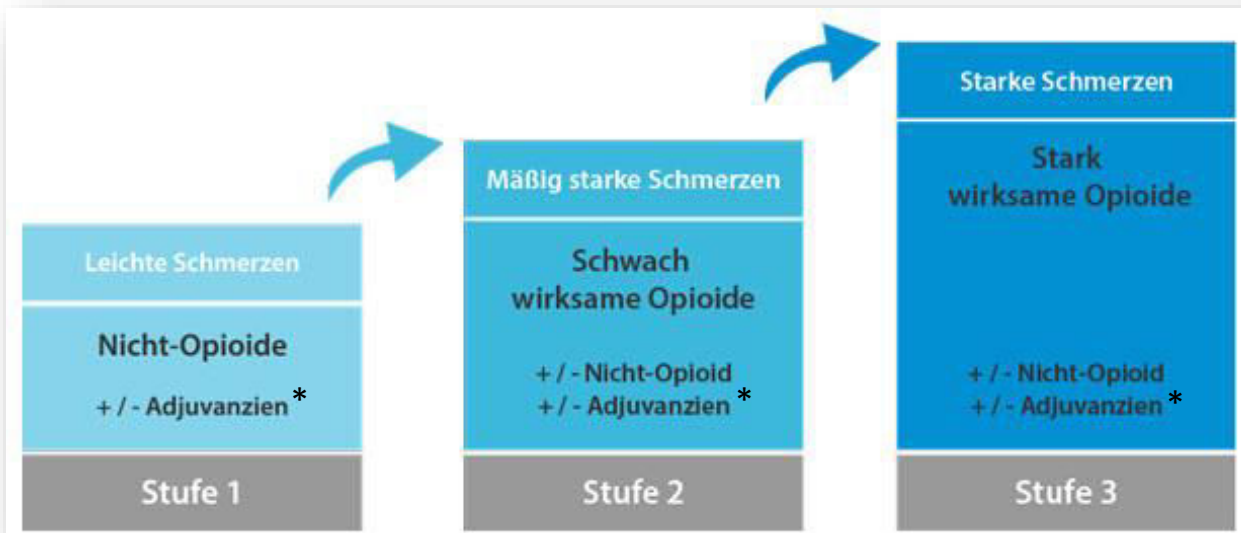 Leichte Schmerzen
Nicht-Opioide
+ / - Adjuvanzien *
Stufe 1
Mäßig starke Schmerzen
Schwach
wirksame Opioide
+ / - Nicht-Opioid
+ / - Adjuvanzien *
Stufe 2
Starke Schmerzen
Stark
wirksame Opioide
+ / - Nicht-Opioid
+ / - Adjuvanzien *
Stufe 3